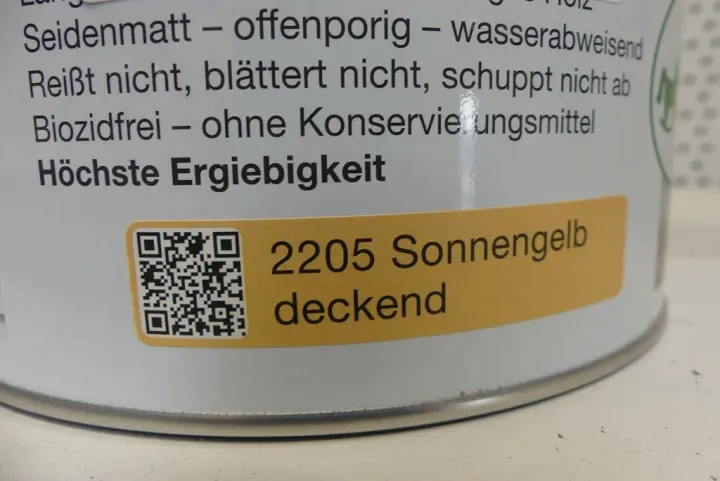 Seidenmatt – offenporig – wasserabweisend
Reißt nicht, blättert nicht, schuppt nicht ab
Biozidfrei – ohne Konservierungsmittel
Höchste Ergiebigkeit
2205 Sonnengelb
deckend